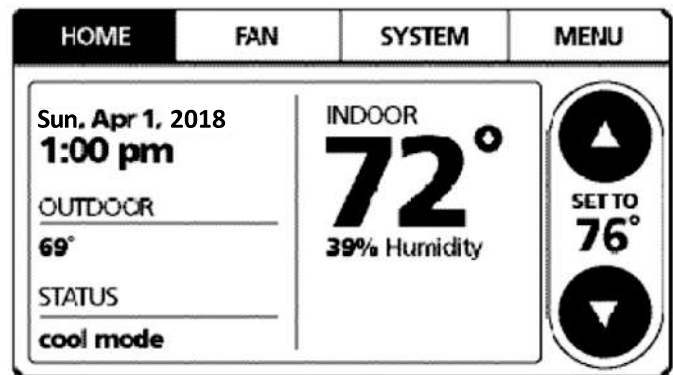 HOME
FAN
SYSTEM
MENU
Sun, Apr 1, 2018
1:00 pm
OUTDOOR
69°
STATUS
cool mode
INDOOR
72°
39% Humidity
SET TO
76°